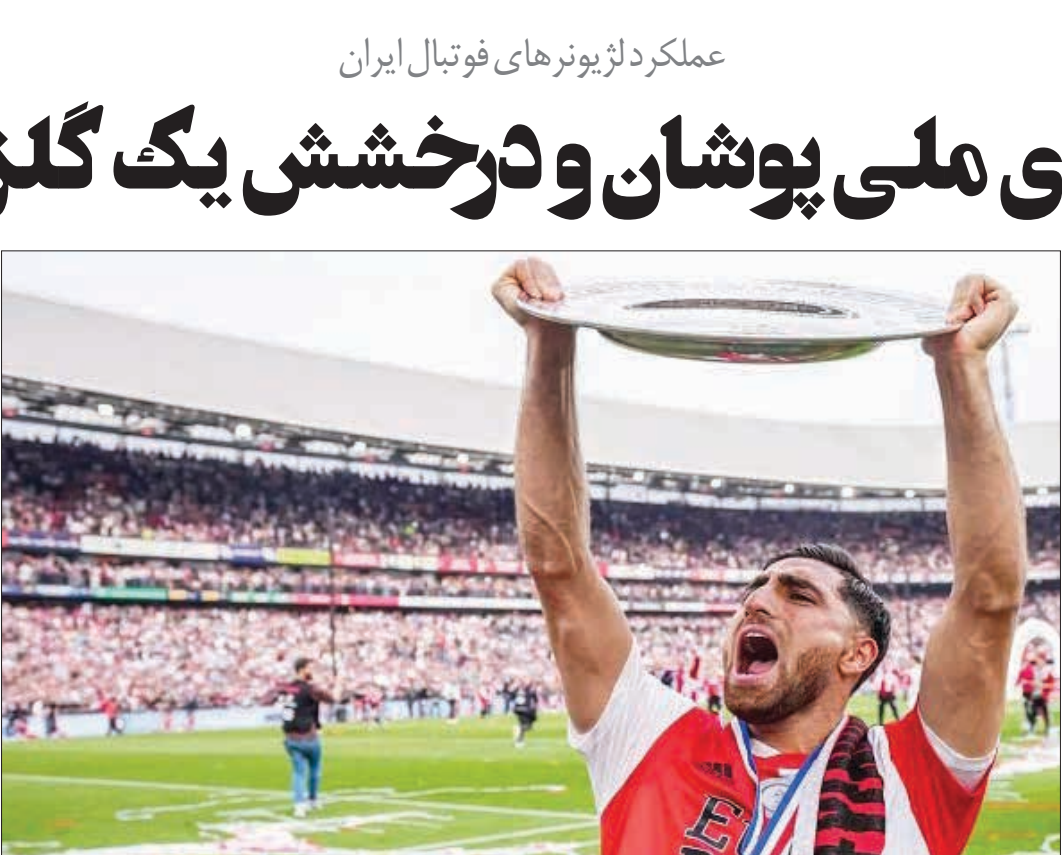 عملکرد لژیونرهای فوتبال ایران
ی ملی پوشان و درخشش یک گلز